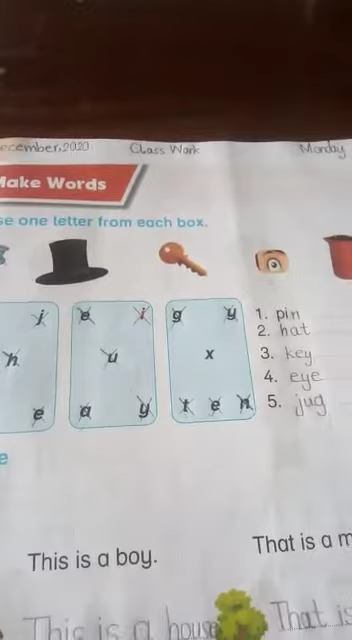 ecember, 2020 Class Work Monday
Make Words
se one letter from each box.
j e i g y
h u x
e a y t e n
1. pin
2. hat
3. key
4. eye
5. jug
e
This is a boy. That is a m
This is a house That is